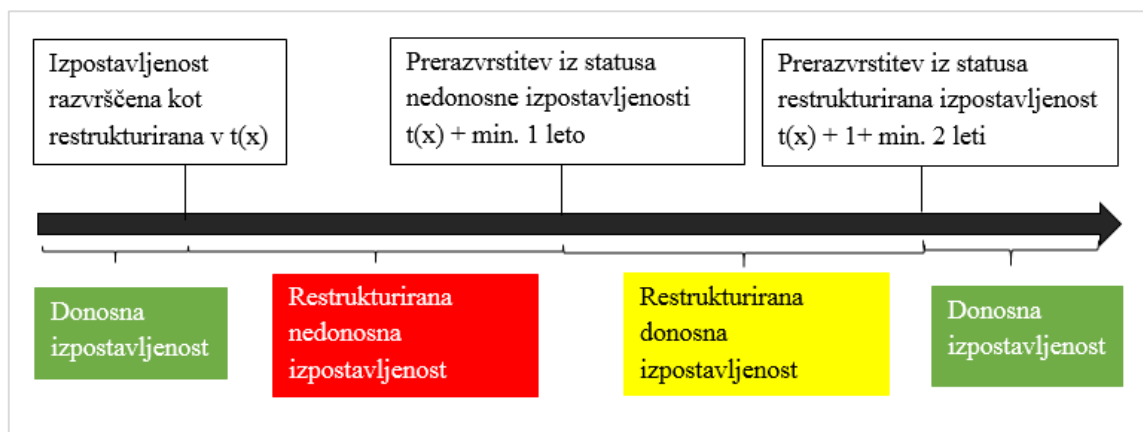 Izpostavljenost
razvrščena kot
restrukturirana v t(x)
Prerazvrstitev iz statusa
nedonosne izpostavljenosti
t(x) + min. 1 leto
Prerazvrstitev iz statusa
restrukturirana izpostavljenost
t(x) + 1+ min. 2 leti
Donosna
izpostavljenost
Restrukturirana
nedonosna
izpostavljenost
Restrukturirana
donosna
izpostavljenost
Donosna
izpostavljenost